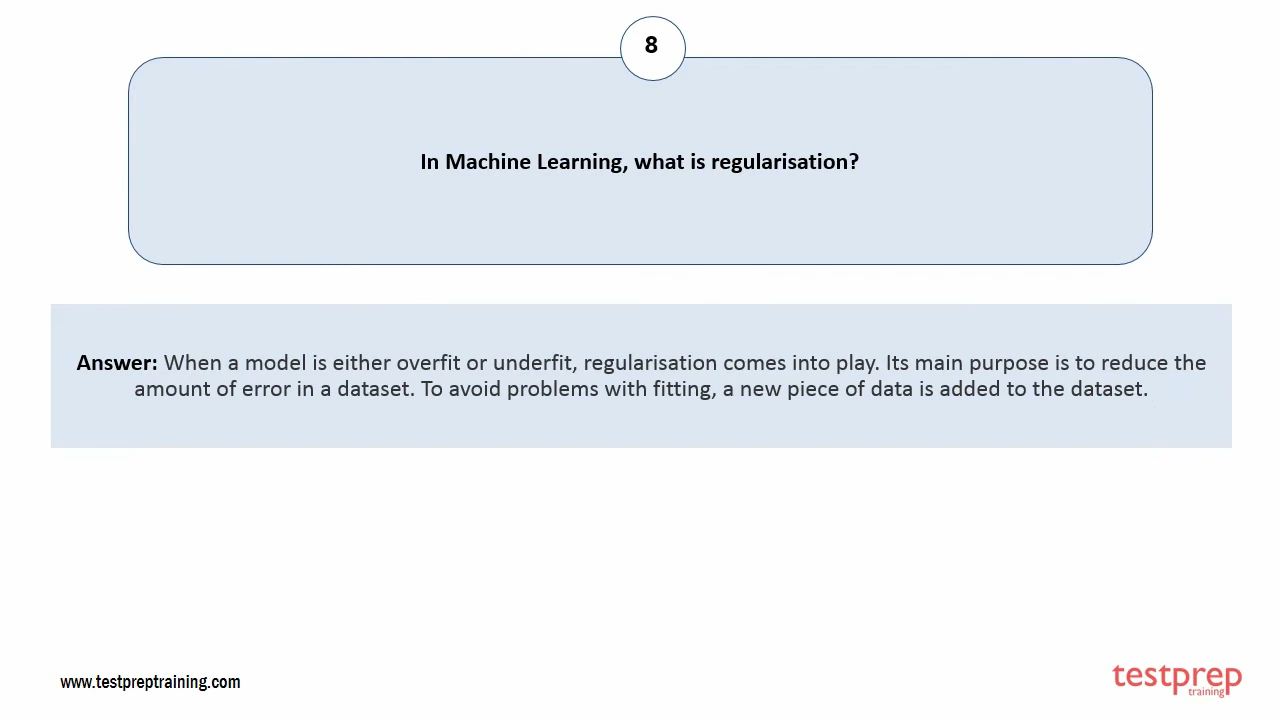 8
In Machine Learning, what is regularisation?
Answer: When a model is either overfit or underfit, regularisation comes into play. Its main purpose is to reduce the
amount of error in a dataset. To avoid problems with fitting, a new piece of data is added to the dataset.
www.testpreptraining.com
testprep
training